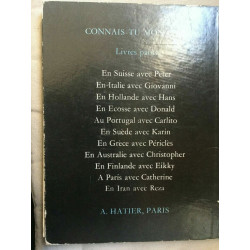 CONNAIS-TU
Livres
En Suisse avec Peter
En Italie avec Giovanni
En Hollande avec Hans
En Ecosse avec Donald
Au Portugal avec Carlito
En Suède avec Karin
En Grèce avec Périclès
En Australie avec Christopher
En Finlande avec Eikky
A Paris avec Catherine
En Iran avec Reza
A. HATIER, PARIS